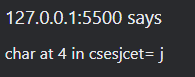 127.0.0.1:5500 says
char at 4 in csesjcet= j